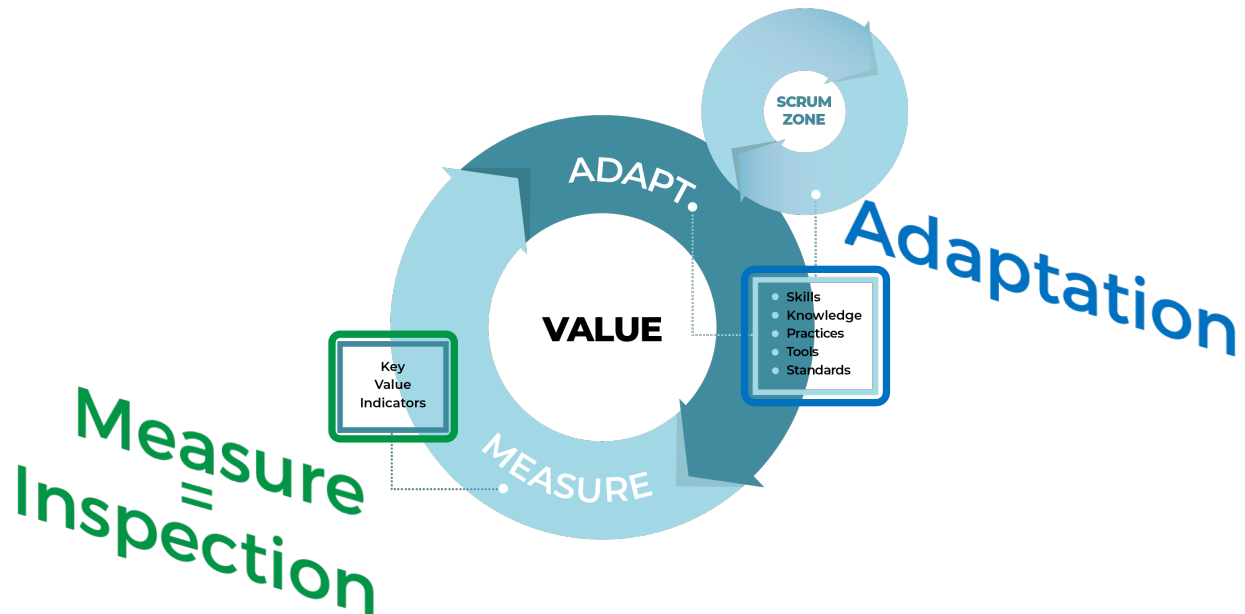 SCRUM
ZONE
ADAPT
Adaptation
Skills
Knowledge
Practices
Tools
Standards
VALUE
Key
Value
Indicators
MEASURE
Measure
=
Inspection